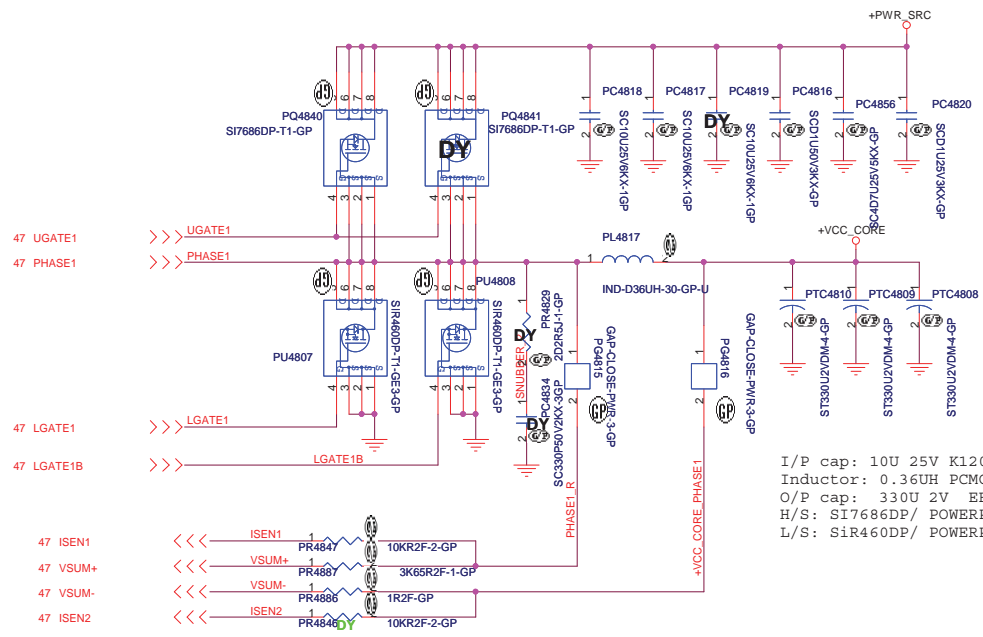 +PWR_SRC
PQ4840
SI7686DP-T1-GP
PQ4841
SI7686DP-T1-GP
DY
PC4818
SC10U25V6KX-1GP
PC4817
SC10U25V6KX-1GP
PC4819
DY
SC10U25V6KX-1GP
PC4816
SCD1U50V3KX-GP
PC4856
SC4D7U25V5KX-GP
PC4820
SCD1U25V3KX-GP
47 UGATE1
UGATE1
47 PHASE1
PHASE1
PL4817
IND-D36UH-30-GP-U
+VCC_CORE
PU4807
SIR460DP-T1-GE3-GP
PU4808
SIR460DP-T1-GE3-GP
PR4829
2D2R5J-1-GP
DY
SNUBBER
PC4834
SC330P50V2KX-3GP
DY
PG4815
GAP-CLOSE-PWR-3-GP
PG4816
GAP-CLOSE-PWR-3-GP
GP
GP
PTC4810
ST330U2VDM-4-GP
PTC4809
ST330U2VDM-4-GP
PTC4808
ST330U2VDM-4-GP
47 LGATE1
LGATE1
47 LGATE1B
LGATE1B
PHASE1_R
+VCC_CORE_PHASE1
I/P cap: 10U 25V K120
Inductor: 0.36UH PCMC
O/P cap: 330U 2V
H/S: SI7686DP/ POWERP
L/S: SiR460DP/ POWERP
47 ISEN1
ISEN1
PR4847
10KR2F-2-GP
47 VSUM+
VSUM+
PR4887
3K65R2F-1-GP
47 VSUM-
VSUM-
PR4886
1R2F-GP
47 ISEN2
ISEN2
PR4846
DY
10KR2F-2-GP